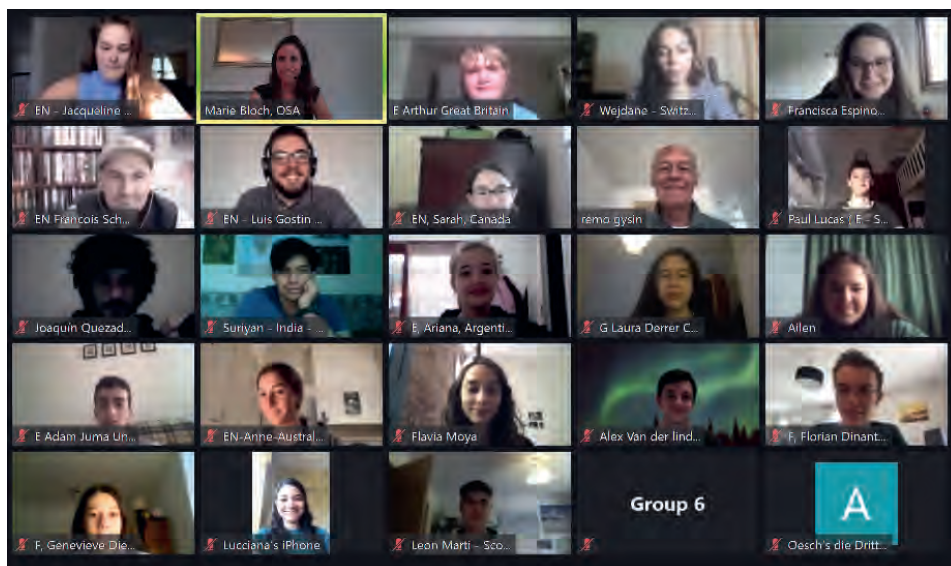 EN - Jacqueline ...
Marie Bloch, OSA
E Arthur Great Britain
Wejdane - Switz...
Francisca Espino...
EN Francois Sch...
EN - Luis Gostin ...
EN, Sarah, Canada
remo gysin
Paul Lucas ( E - S...
Joaquín Quezad...
Suriyan - India - ...
E, Ariana, Argenti...
G Laura Derrer C...
Ailen
E Adam Juma Un...
EN-Anne-Austral...
Flavia Moya
Alex Van der lind...
F, Florian Dinant...
F, Genevieve Die...
Lucciana's iPhone
Leon Marti - Sco...
Group 6
A
Oesch's die Dritt...